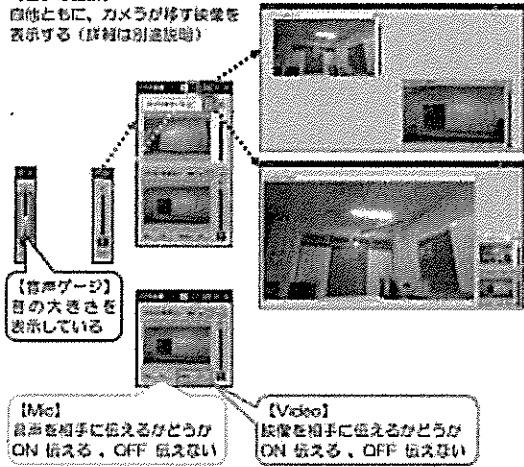 自他ともに、カメラが移す映像を
表示する（詳細は別途説明）
【音声ゲージ】
音の大きさを
表示している
【Mic】
音声を相手に伝えるかどうか
ON 伝える 、OFF 伝えない
【Video】
映像を相手に伝えるかどうか
ON 伝える 、OFF 伝えない